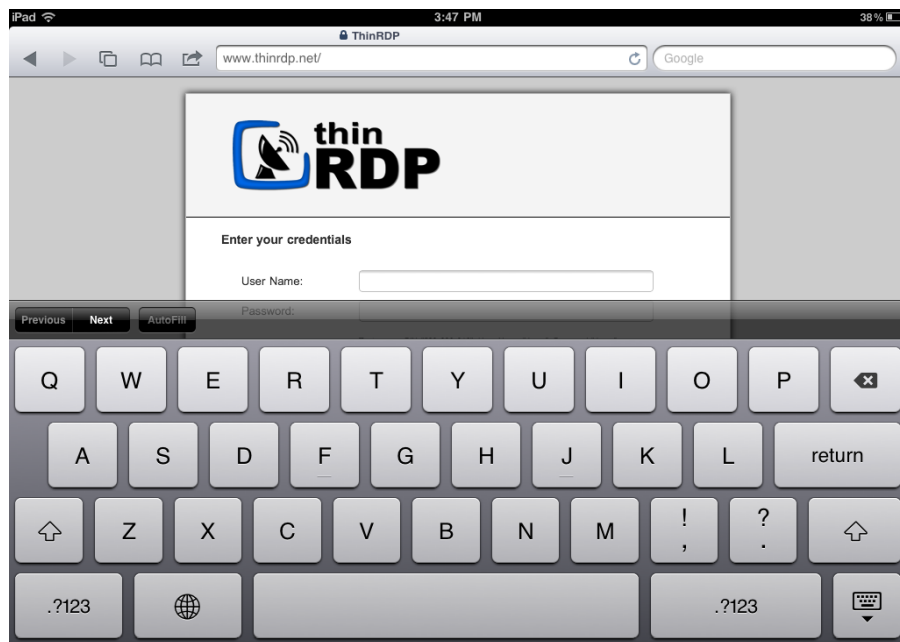 iPad 3:47 PM 38%
ThinRDP
www.thinrdp.net/ Google
thin
RDP
Enter your credentials
User Name:
Password:
Previous Next AutoFill
Q W E R T Y U I O P
A S D F G H J K L return
Z X C V B N M ! , ? .
.?123 .?123